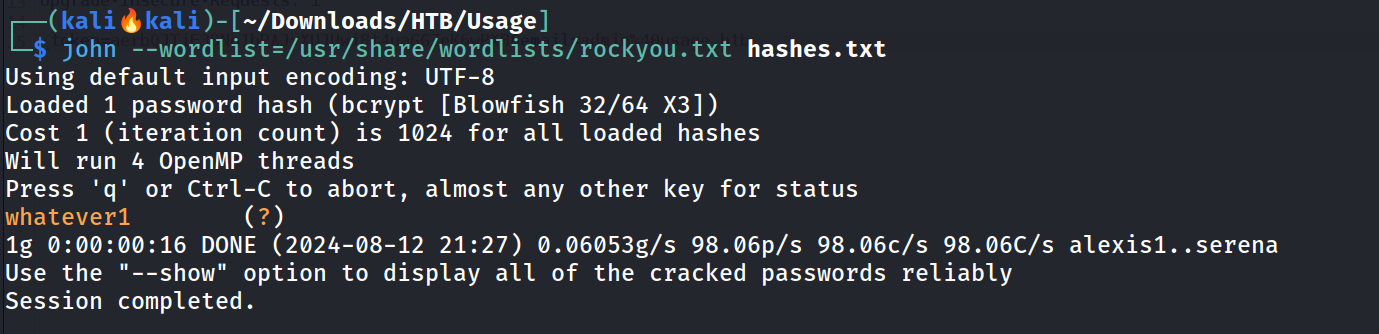 ┌──(kali🔥kali)-[~/Downloads/HTB/Usage]
└─$ john --wordlist=/usr/share/wordlists/rockyou.txt hashes.txt
Using default input encoding: UTF-8
Loaded 1 password hash (bcrypt [Blowfish 32/64 X3])
Cost 1 (iteration count) is 1024 for all loaded hashes
Will run 4 OpenMP threads
Press 'q' or Ctrl-C to abort, almost any other key for status
whatever1        (?)
1g 0:00:00:16 DONE (2024-08-12 21:27) 0.06053g/s 98.06p/s 98.06c/s 98.06C/s alexis1..serena
Use the "--show" option to display all of the cracked passwords reliably
Session completed.